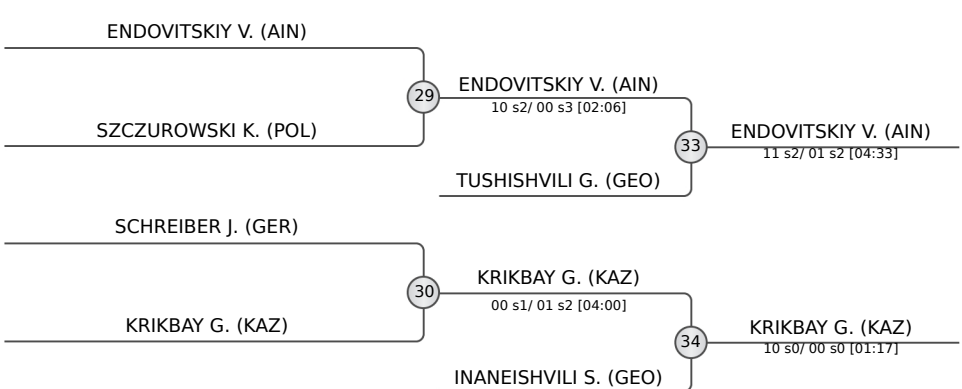 ENDOVITSKIY V. (AIN)
29
ENDOVITSKIY V. (AIN)
10 s2/ 00 s3 [02:06]
SZCZUROWSKI K. (POL)
33
ENDOVITSKIY V. (AIN)
11 s2/ 01 s2 [04:33]
TUSHISHVILI G. (GEO)
SCHREIBER J. (GER)
30
KRIKBAY G. (KAZ)
00 s1/ 01 s2 [04:00]
KRIKBAY G. (KAZ)
34
KRIKBAY G. (KAZ)
10 s0/ 00 s0 [01:17]
INANEISHVILI S. (GEO)